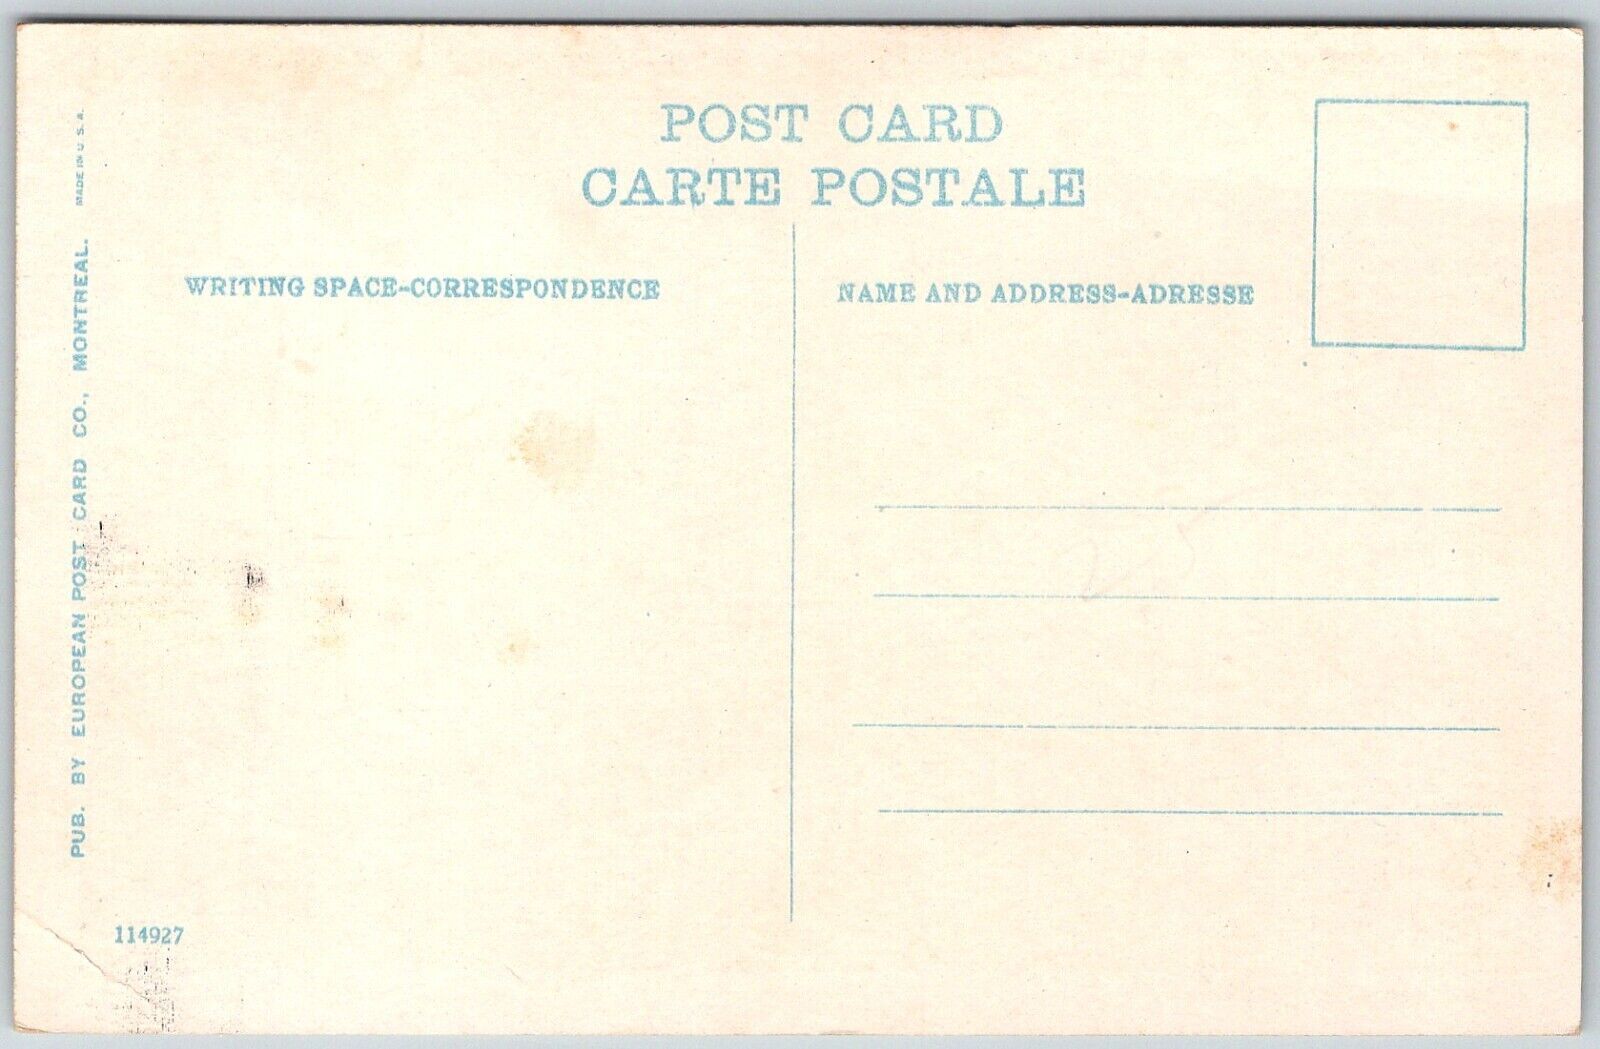 POST CARD
CARTE POSTALE
WRITING SPACE-CORRESPONDENCE
NAME AND ADDRESS-ADRESSE
PUB. BY EUROPEAN POST CARD CO., MONTREAL. MADE IN U.S.A.
114927